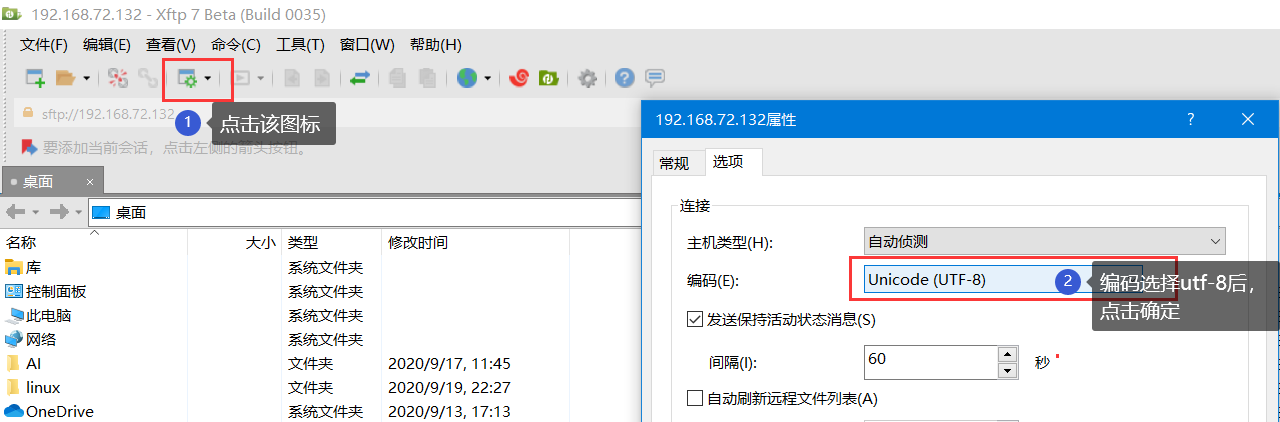 192.168.72.132 - Xftp 7 Beta (Build 0035)
文件(F) 编辑(E) 查看(V) 命令(C) 工具(T) 窗口(W) 帮助(H)
sftp://192.168.72.132
1 点击该图标
要添加当前会话，点击左侧的箭头按钮。
桌面 ×
桌面
名称 大小 类型 修改时间
库 系统文件夹
控制面板 系统文件夹
此电脑 系统文件夹
网络 系统文件夹
AI 文件夹 2020/9/17, 11:45
linux 文件夹 2020/9/19, 22:27
OneDrive 系统文件夹 2020/9/13, 17:13
192.168.72.132属性 ? ×
常规 选项
连接
主机类型(H): 自动侦测
编码(E): Unicode (UTF-8)
2 编码选择utf-8后，
点击确定
发送保持活动状态消息(S)
间隔(I): 60 秒
自动刷新远程文件列表(A)